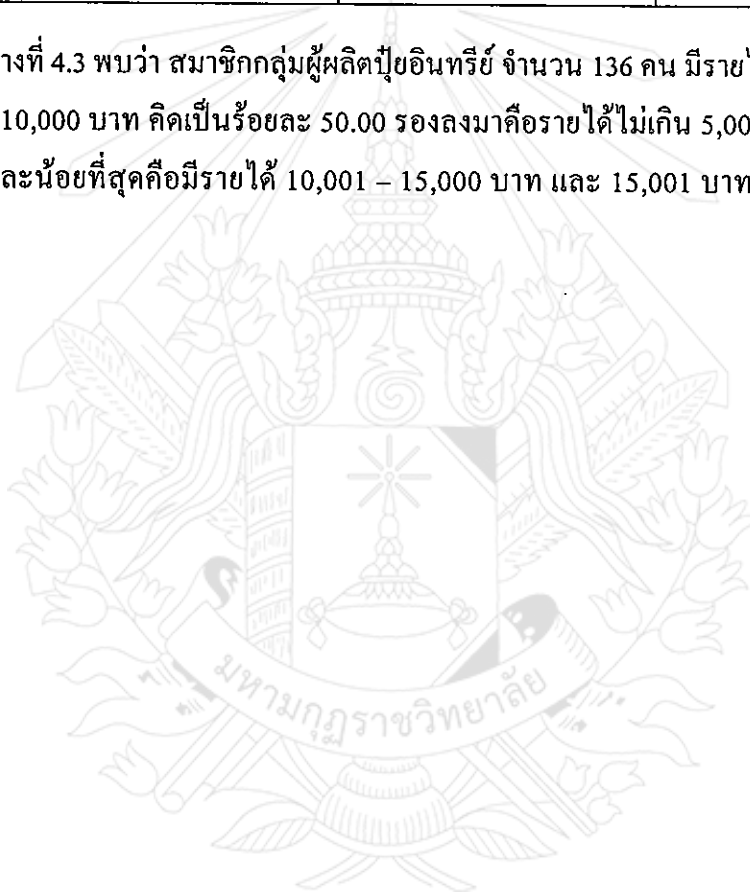 างที่ 4.3 พบว่า สมาชิกกลุ่มผู้ผลิตปุ๋ยอินทรีย์ จำนวน 136 คน มีราย
10,000 บาท คิดเป็นร้อยละ 50.00 รองลงมาคือรายได้ไม่เกิน 5,00
ละน้อยที่สุดคือมีรายได้ 10,001 – 15,000 บาท และ 15,001 บาท
มหามกุฏราชวิทยาลัย